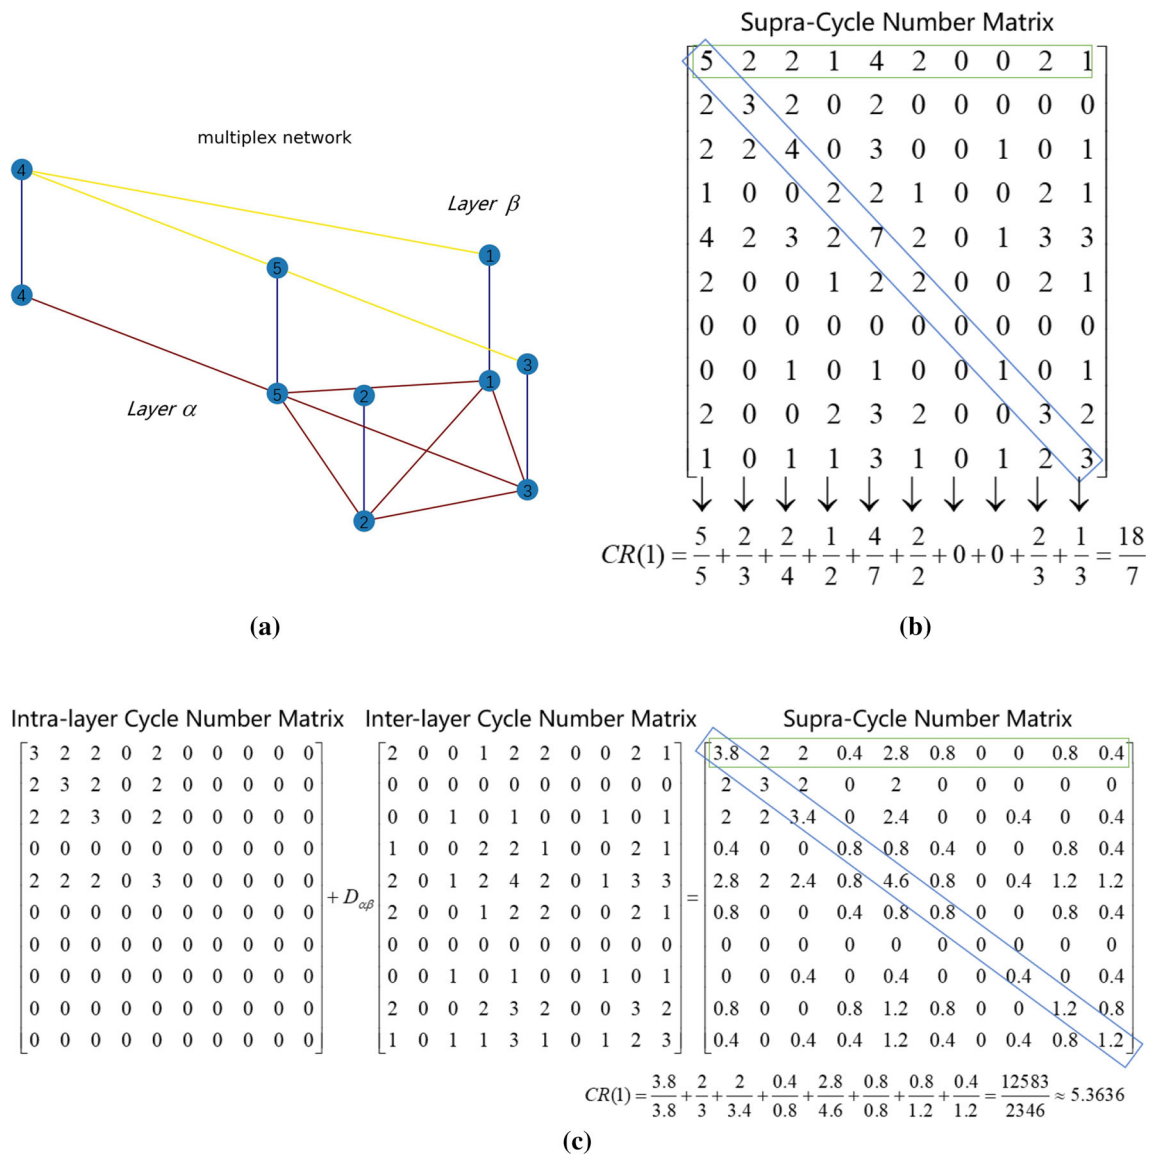 multiplex network
4
Layer β
1
5
4
3
1
5
2
Layer α
3
2
(a)
Supra-Cycle Number Matrix
5 2 2 1 4 2 0 0 2 1
2 3 2 0 2 0 0 0 0 0
2 2 4 0 3 0 0 1 0 1
1 0 0 2 2 1 0 0 2 1
4 2 3 2 7 2 0 1 3 3
2 0 0 1 2 2 0 0 2 1
0 0 0 0 0 0 0 0 0 0
0 0 1 0 1 0 0 1 0 1
2 0 0 2 3 2 0 0 3 2
1 0 1 1 3 1 0 1 2 3
CR(1) = 5/5 + 2/3 + 2/4 + 1/2 + 4/7 + 2/2 + 0 + 0 + 2/3 + 1/3 = 18/7
(b)
Intra-layer Cycle Number Matrix
3 2 2 0 2 0 0 0 0 0
2 3 2 0 2 0 0 0 0 0
2 2 3 0 2 0 0 0 0 0
0 0 0 0 0 0 0 0 0 0
2 2 2 0 3 0 0 0 0 0
0 0 0 0 0 0 0 0 0 0
0 0 0 0 0 0 0 0 0 0
0 0 0 0 0 0 0 0 0 0
0 0 0 0 0 0 0 0 0 0
0 0 0 0 0 0 0 0 0 0
+ Dαβ
Inter-layer Cycle Number Matrix
2 0 0 1 2 2 0 0 2 1
0 0 0 0 0 0 0 0 0 0
0 0 1 0 1 0 0 1 0 1
1 0 0 2 2 1 0 0 2 1
2 0 1 2 4 2 0 1 3 3
2 0 0 1 2 2 0 0 2 1
0 0 0 0 0 0 0 0 0 0
0 0 1 0 1 0 0 1 0 1
2 0 0 2 3 2 0 0 3 2
1 0 1 1 3 1 0 1 2 3
=
Supra-Cycle Number Matrix
3.8 2 2 0.4 2.8 0.8 0 0 0.8 0.4
2 3 2 0 2 0 0 0 0 0
2 2 3.4 0 2.4 0 0 0.4 0 0.4
0.4 0 0 0.8 0.8 0.4 0 0 0.8 0.4
2.8 2 2.4 0.8 4.6 0.8 0 0.4 1.2 1.2
0.8 0 0 0.4 0.8 0.8 0 0 0.8 0.4
0 0 0 0 0 0 0 0 0 0
0 0 0.4 0 0.4 0 0 0.4 0 0.4
0.8 0 0 0.8 1.2 0.8 0 0 1.2 0.8
0.4 0 0.4 0.4 1.2 0.4 0 0.4 0.8 1.2
CR(1) = 3.8/3.8 + 2/3 + 2/3.4 + 0.4/0.8 + 2.8/4.6 + 0.8/0.8 + 0.8/1.2 + 0.4/1.2 = 12583/2346 ≈ 5.3636
(c)